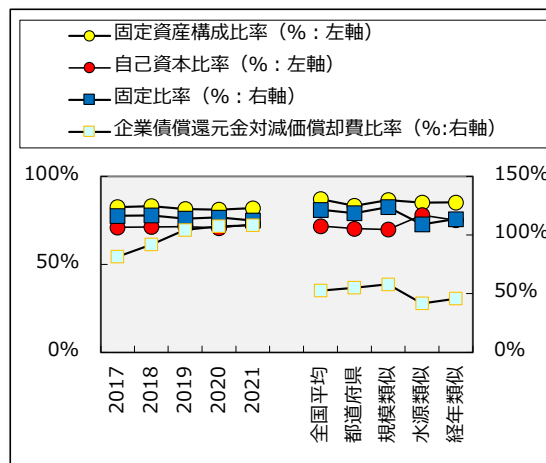 固定資産構成比率（%：左軸）
自己資本比率（%：左軸）
固定比率（%：右軸）
企業債償還元金対減価償却費比率（%:右軸）
100%
50%
0%
150%
100%
50%
0%
2017
2018
2019
2020
2021
全国平均
都道府県
規模類似
水源類似
経年類似